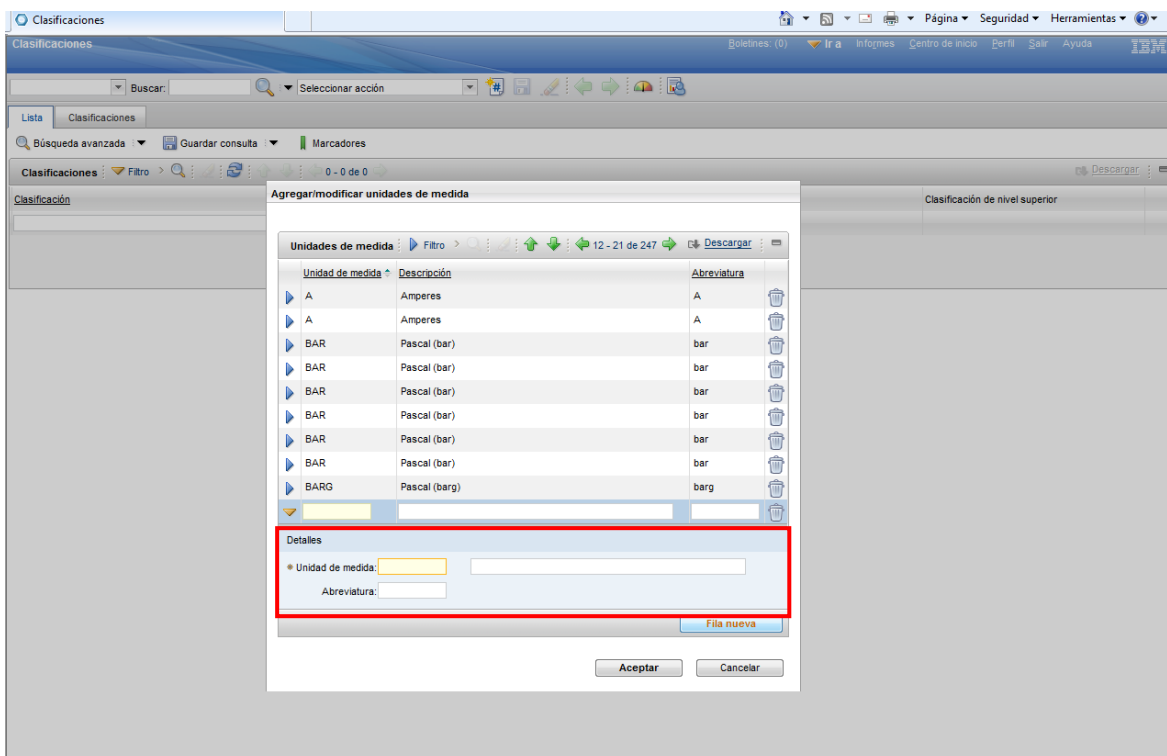 Clasificaciones
Página Seguridad Herramientas
Clasificaciones Boletines: (0) Ir a Informes Centro de inicio Perfil Salir Ayuda IBM
Buscar: Seleccionar acción
Lista Clasificaciones
Búsqueda avanzada Guardar consulta Marcadores
Clasificaciones Filtro 0 - 0 de 0 Descargar
Clasificación Clasificación de nivel superior
Agregar/modificar unidades de medida
Unidades de medida Filtro 12 - 21 de 247 Descargar
Unidad de medida Descripción Abreviatura
A Amperes A
A Amperes A
BAR Pascal (bar) bar
BAR Pascal (bar) bar
BAR Pascal (bar) bar
BAR Pascal (bar) bar
BAR Pascal (bar) bar
BAR Pascal (bar) bar
BARG Pascal (barg) barg
Detalles
Unidad de medida:
Abreviatura:
Fila nueva
Aceptar Cancelar